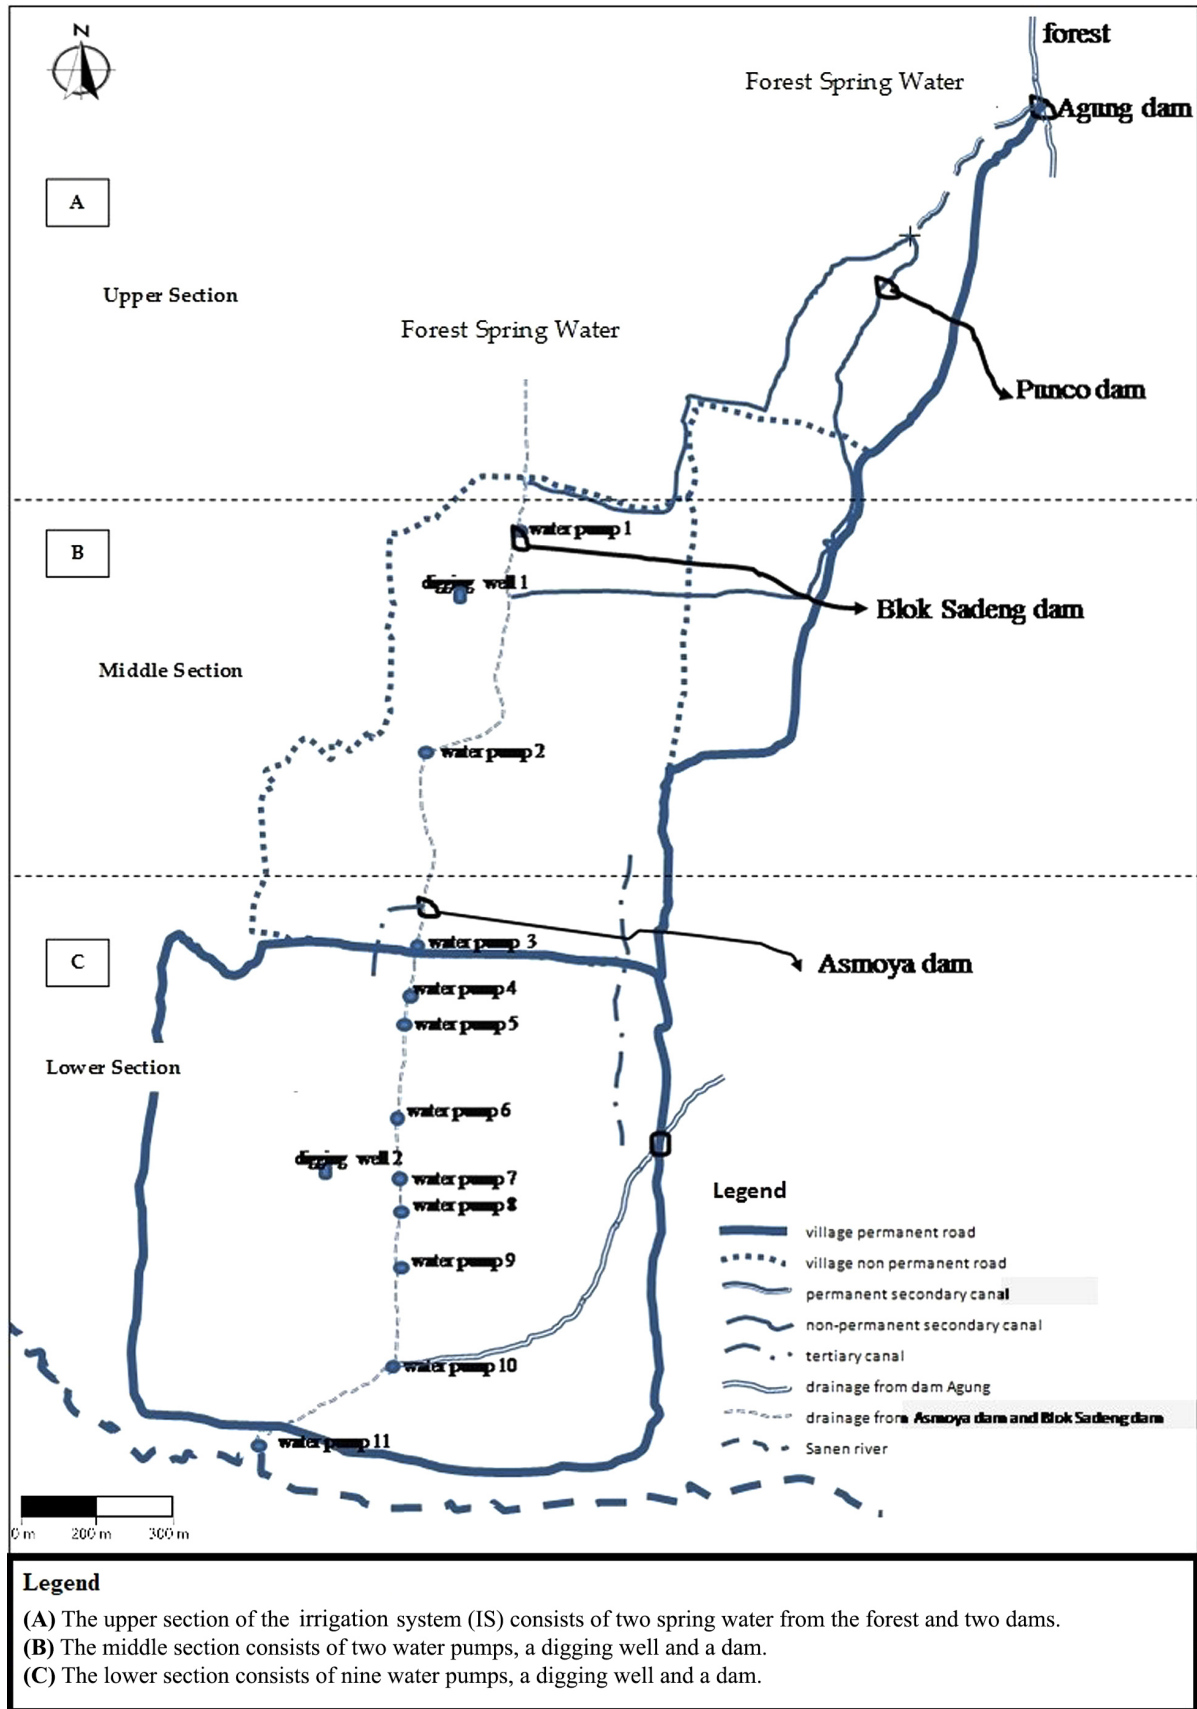 N
forest
Forest Spring Water
Agung dam
A
Upper Section
Forest Spring Water
Punco dam
B
water pump 1
digging well 1
Blok Sadeng dam
Middle Section
water pump 2
C
water pump 3
Asmoya dam
water pump 4
water pump 5
Lower Section
water pump 6
digging well 2
water pump 7
water pump 8
water pump 9
water pump 10
water pump 11
Legend
village permanent road
village non permanent road
permanent secondary canal
non-permanent secondary canal
tertiary canal
drainage from dam Agung
drainage from Asmoya dam and Blok Sadeng dam
Sanen river
0 m 200 m 300 m
Legend
(A) The upper section of the irrigation system (IS) consists of two spring water from the forest and two dams.
(B) The middle section consists of two water pumps, a digging well and a dam.
(C) The lower section consists of nine water pumps, a digging well and a dam.